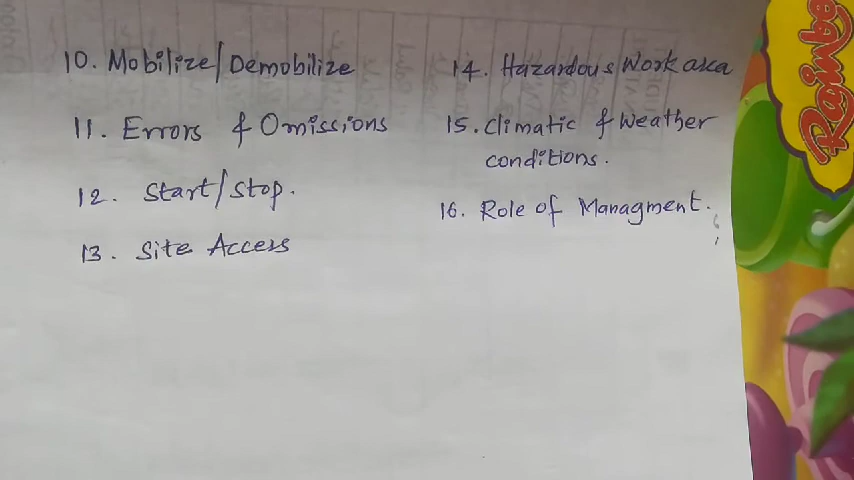 10. Mobilize/Demobilize
11. Errors & Omissions
12. Start/Stop.
13. Site Access
14. Hazardous Work area
15. Climatic & Weather
conditions.
16. Role of Managment.
Rainbo